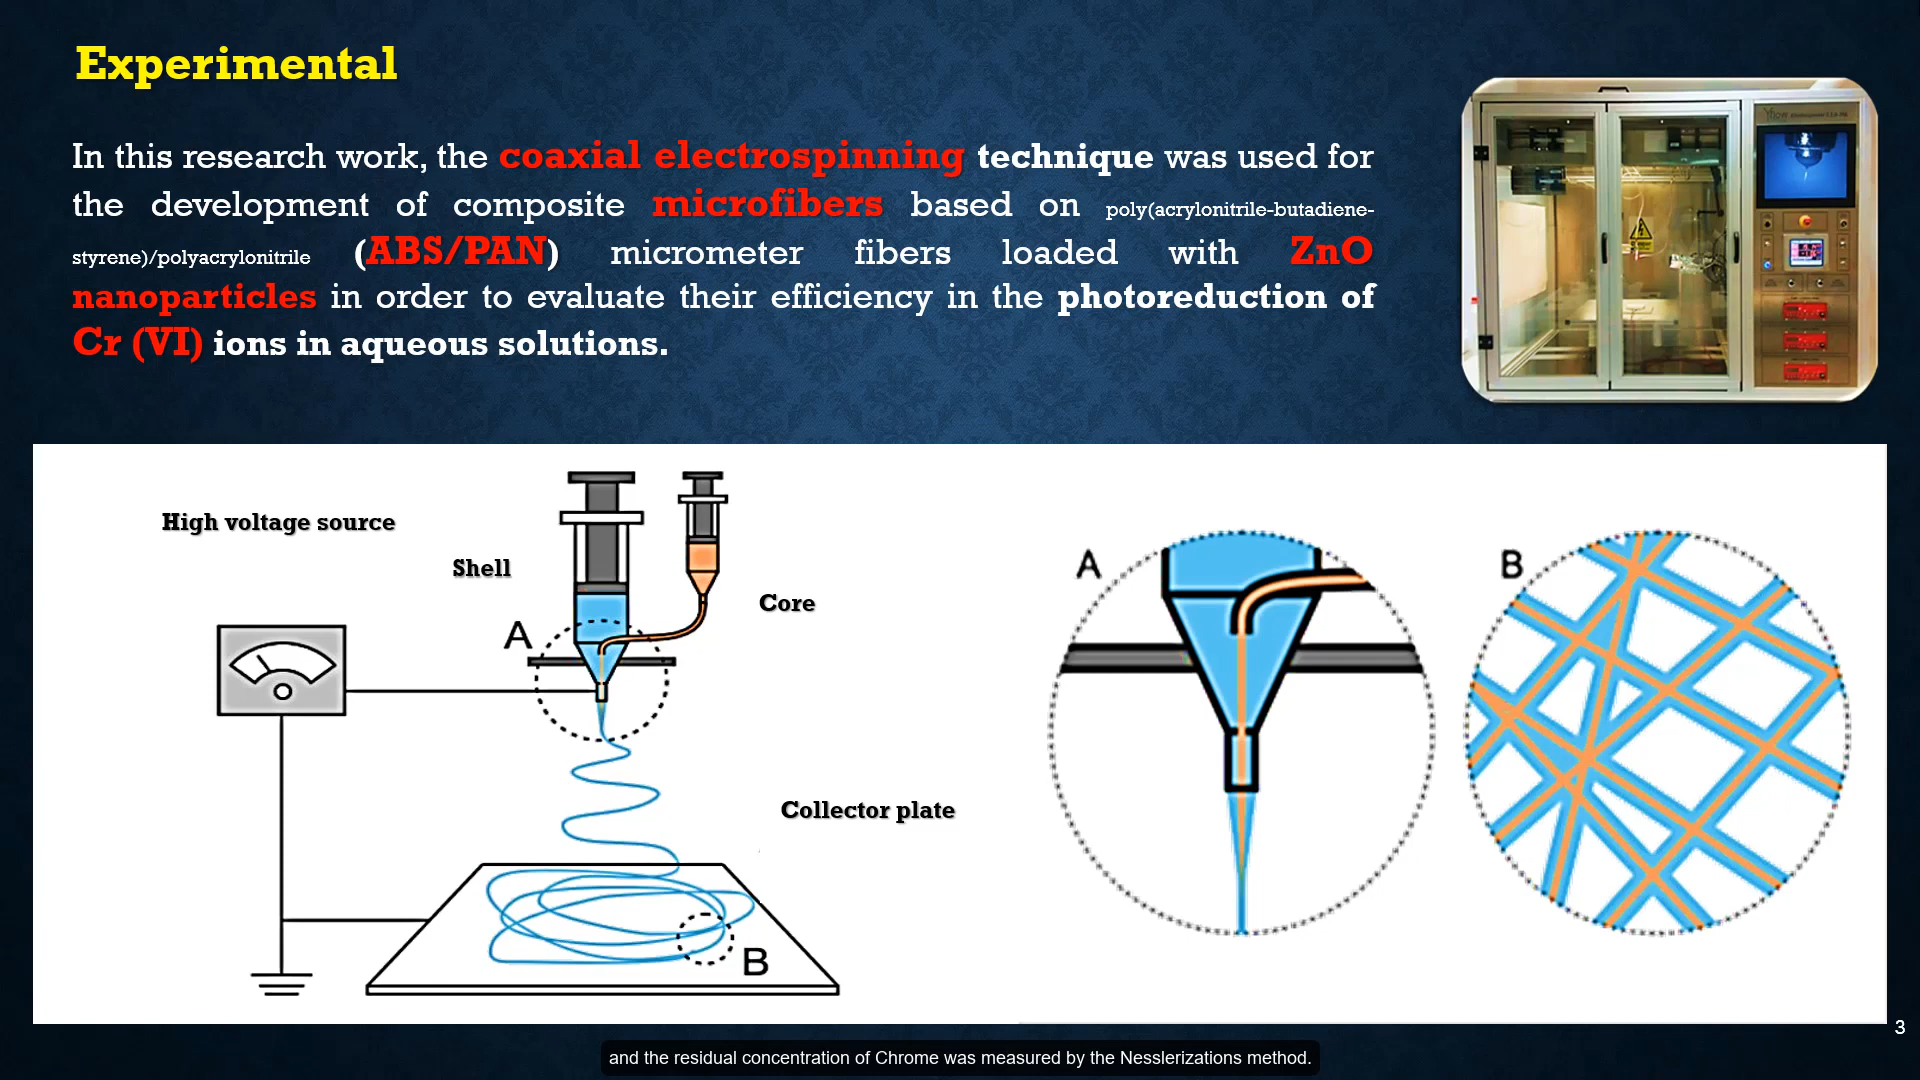 Experimental
In this research work, the coaxial electrospinning technique was used for
the development of composite microfibers based on poly(acrylonitrile-butadiene-
styrene)/polyacrylonitrile (ABS/PAN) micrometer fibers loaded with ZnO
nanoparticles in order to evaluate their efficiency in the photoreduction of
Cr (VI) ions in aqueous solutions.
High voltage source
Shell
Core
A
Collector plate
B
A
B
3
and the residual concentration of Chrome was measured by the Nesslerizations method.